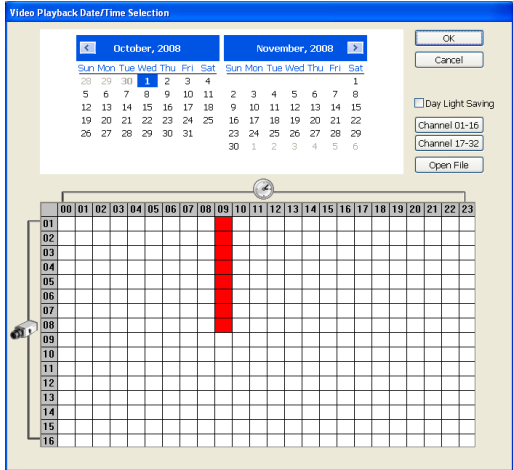 Video Playback Date/Time Selection
October, 2008
Sun Mon Tue Wed Thu Fri Sat
28 29 30 1 2 3 4
5 6 7 8 9 10 11
12 13 14 15 16 17 18
19 20 21 22 23 24 25
26 27 28 29 30 31
November, 2008
Sun Mon Tue Wed Thu Fri Sat
1
2 3 4 5 6 7 8
9 10 11 12 13 14 15
16 17 18 19 20 21 22
23 24 25 26 27 28 29
30 1 2 3 4 5 6
OK
Cancel
Day Light Saving
Channel 01-16
Channel 17-32
Open File
00 01 02 03 04 05 06 07 08 09 10 11 12 13 14 15 16 17 18 19 20 21 22 23
01
02
03
04
05
06
07
08
09
10
11
12
13
14
15
16